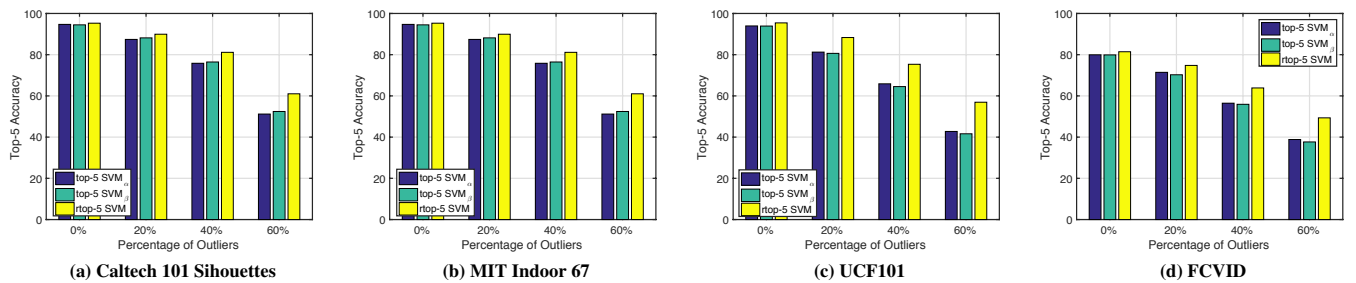 100
80
60
40
20
0
Top-5 Accuracy
top-5 SVM α
top-5 SVM β
rtop-5 SVM
0% 20% 40% 60%
Percentage of Outliers
(a) Caltech 101 Sihouettes
100
80
60
40
20
0
Top-5 Accuracy
top-5 SVM α
top-5 SVM β
rtop-5 SVM
0% 20% 40% 60%
Percentage of Outliers
(b) MIT Indoor 67
100
80
60
40
20
0
Top-5 Accuracy
top-5 SVM α
top-5 SVM β
rtop-5 SVM
0% 20% 40% 60%
Percentage of Outliers
(c) UCF101
100
80
60
40
20
0
Top-5 Accuracy
top-5 SVM α
top-5 SVM β
rtop-5 SVM
0% 20% 40% 60%
Percentage of Outliers
(d) FCVID